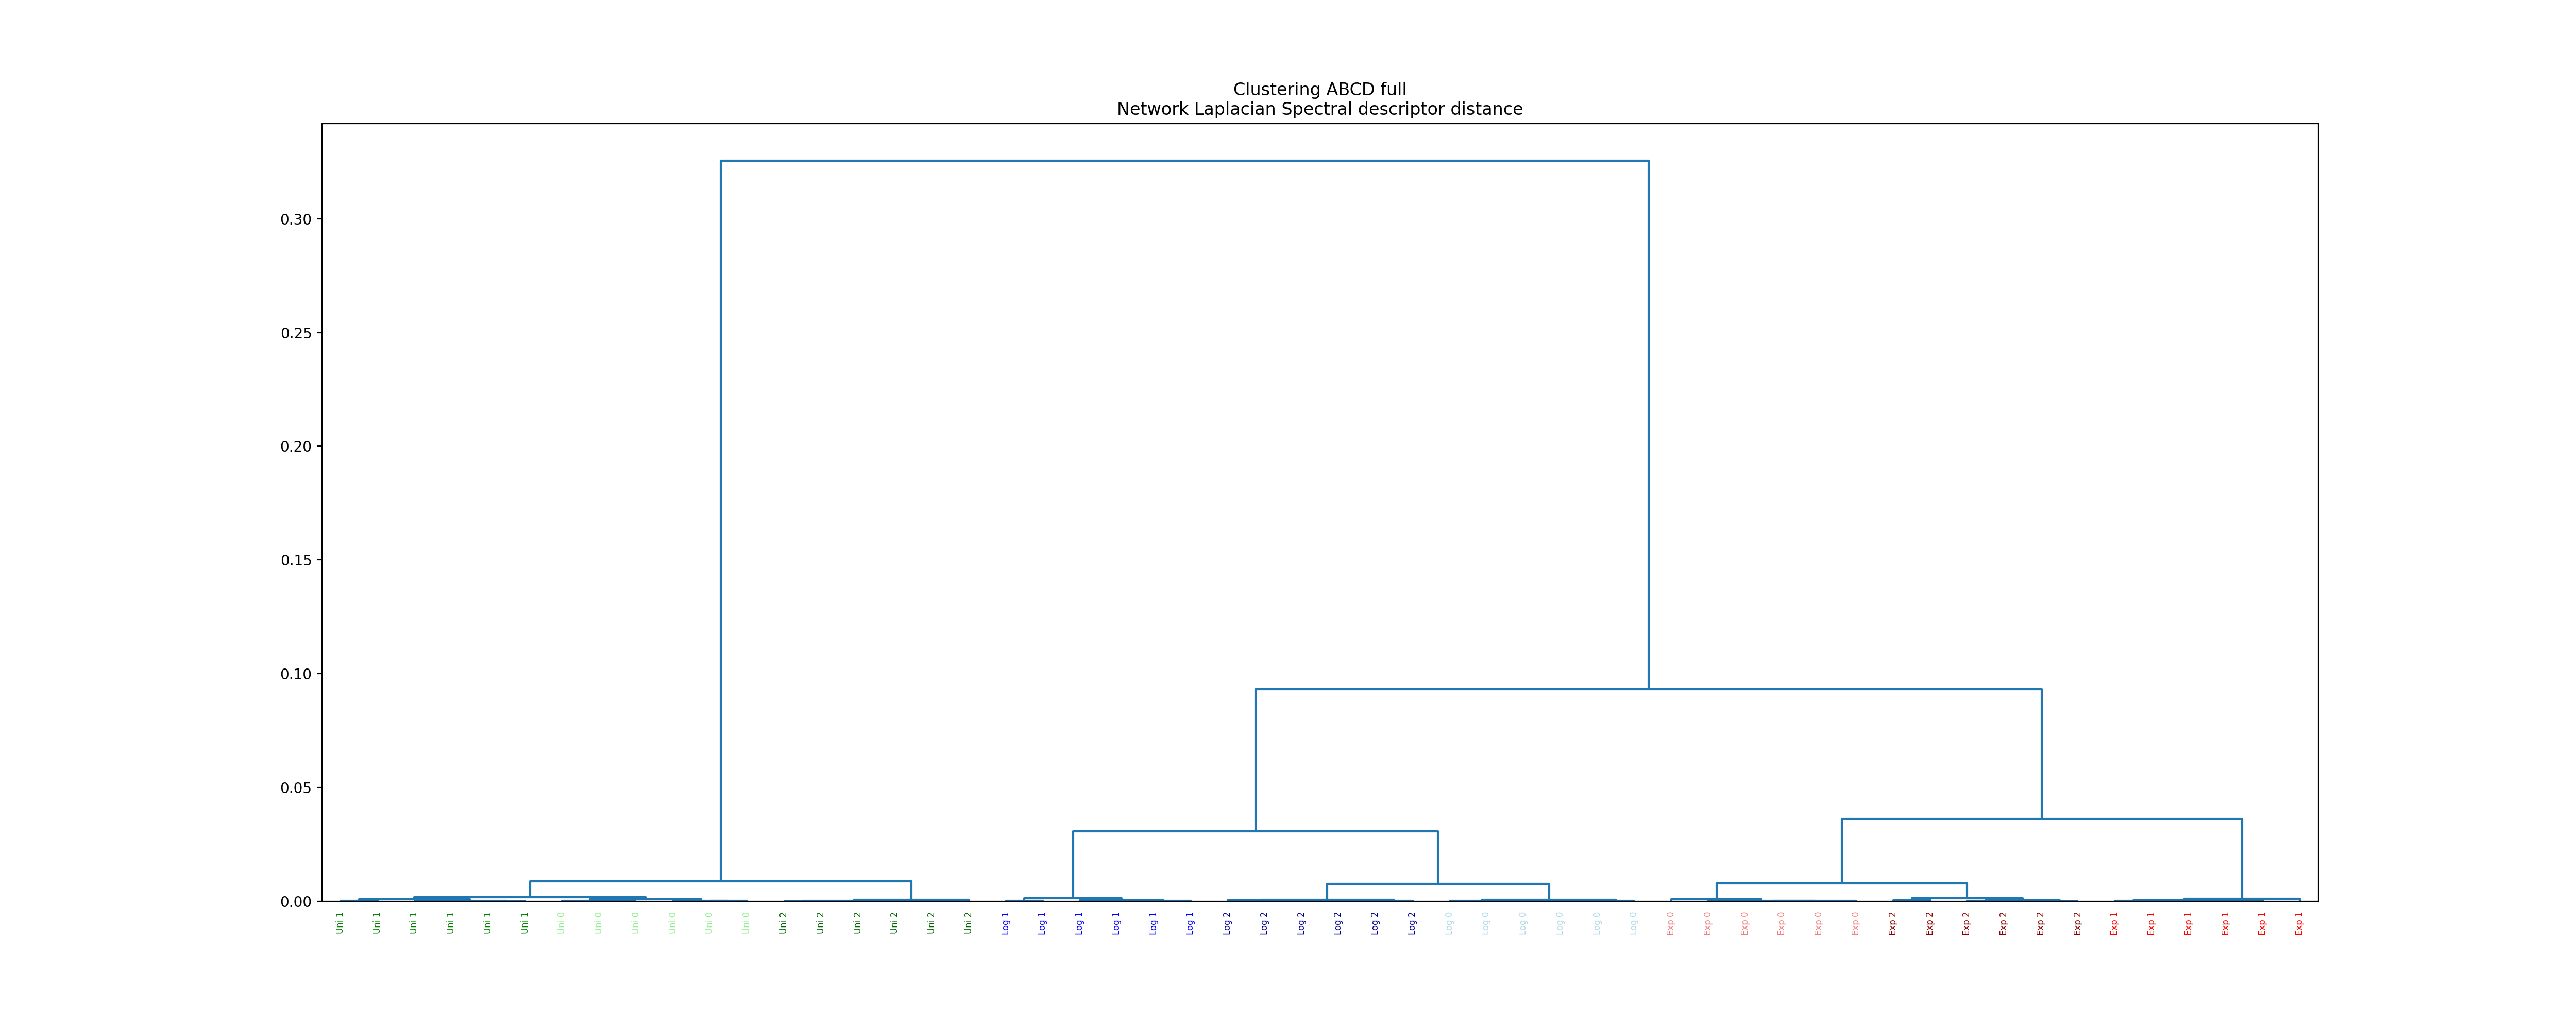 Clustering ABCD full
Network Laplacian Spectral descriptor distance
0.30
0.25
0.20
0.15
0.10
0.05
0.00
Uni 1 Uni 1 Uni 1 Uni 1 Uni 1 Uni 1 Uni 0 Uni 0 Uni 0 Uni 0 Uni 0 Uni 0 Uni 2 Uni 2 Uni 2 Uni 2 Uni 2 Uni 2 Log 1 Log 1 Log 1 Log 1 Log 1 Log 1 Log 2 Log 2 Log 2 Log 2 Log 2 Log 2 Log 0 Log 0 Log 0 Log 0 Log 0 Log 0 Exp 0 Exp 0 Exp 0 Exp 0 Exp 0 Exp 0 Exp 2 Exp 2 Exp 2 Exp 2 Exp 2 Exp 2 Exp 1 Exp 1 Exp 1 Exp 1 Exp 1 Exp 1